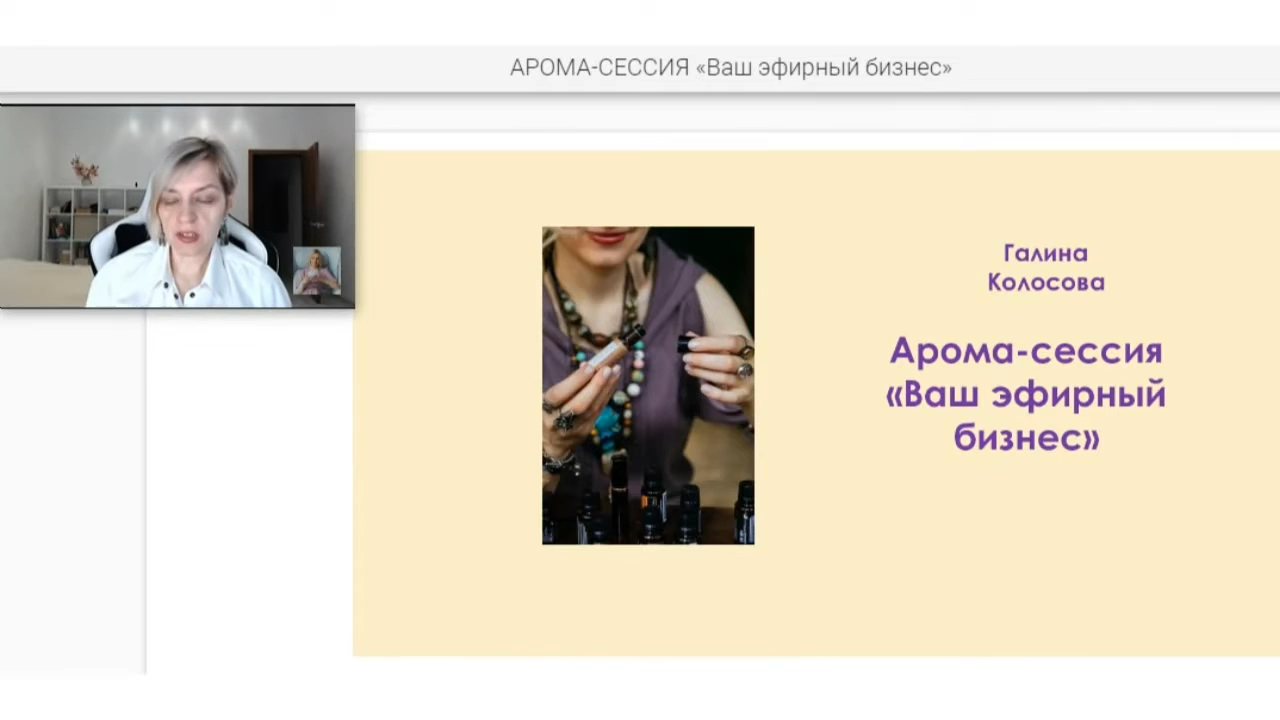 АРОМА-СЕССИЯ «Ваш эфирный бизнес»
Галина
Колосова
Арома-сессия
«Ваш эфирный
бизнес»